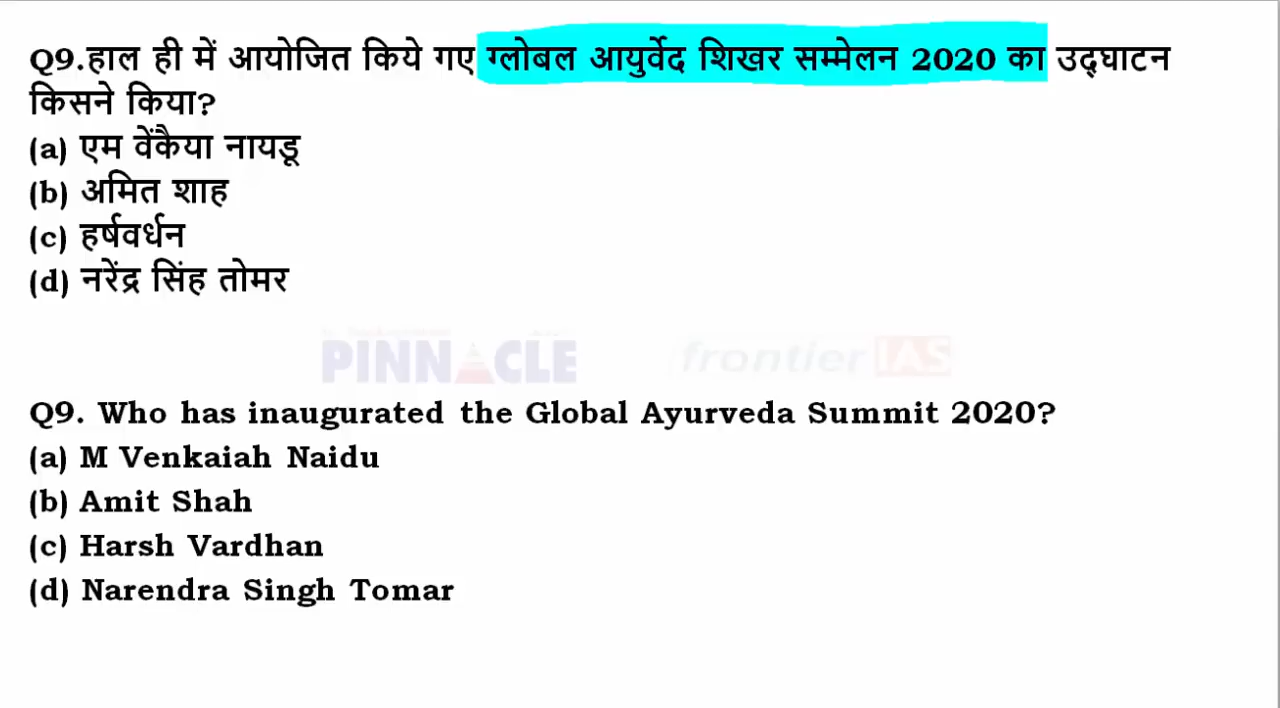 Q9.हाल ही में आयोजित किये गए ग्लोबल आयुर्वेद शिखर सम्मेलन 2020 का उद्घाटन
किसने किया?
(a) एम वेंकैया नायडू
(b) अमित शाह
(c) हर्षवर्धन
(d) नरेंद्र सिंह तोमर
PINNACLE frontier IAS
Q9. Who has inaugurated the Global Ayurveda Summit 2020?
(a) M Venkaiah Naidu
(b) Amit Shah
(c) Harsh Vardhan
(d) Narendra Singh Tomar